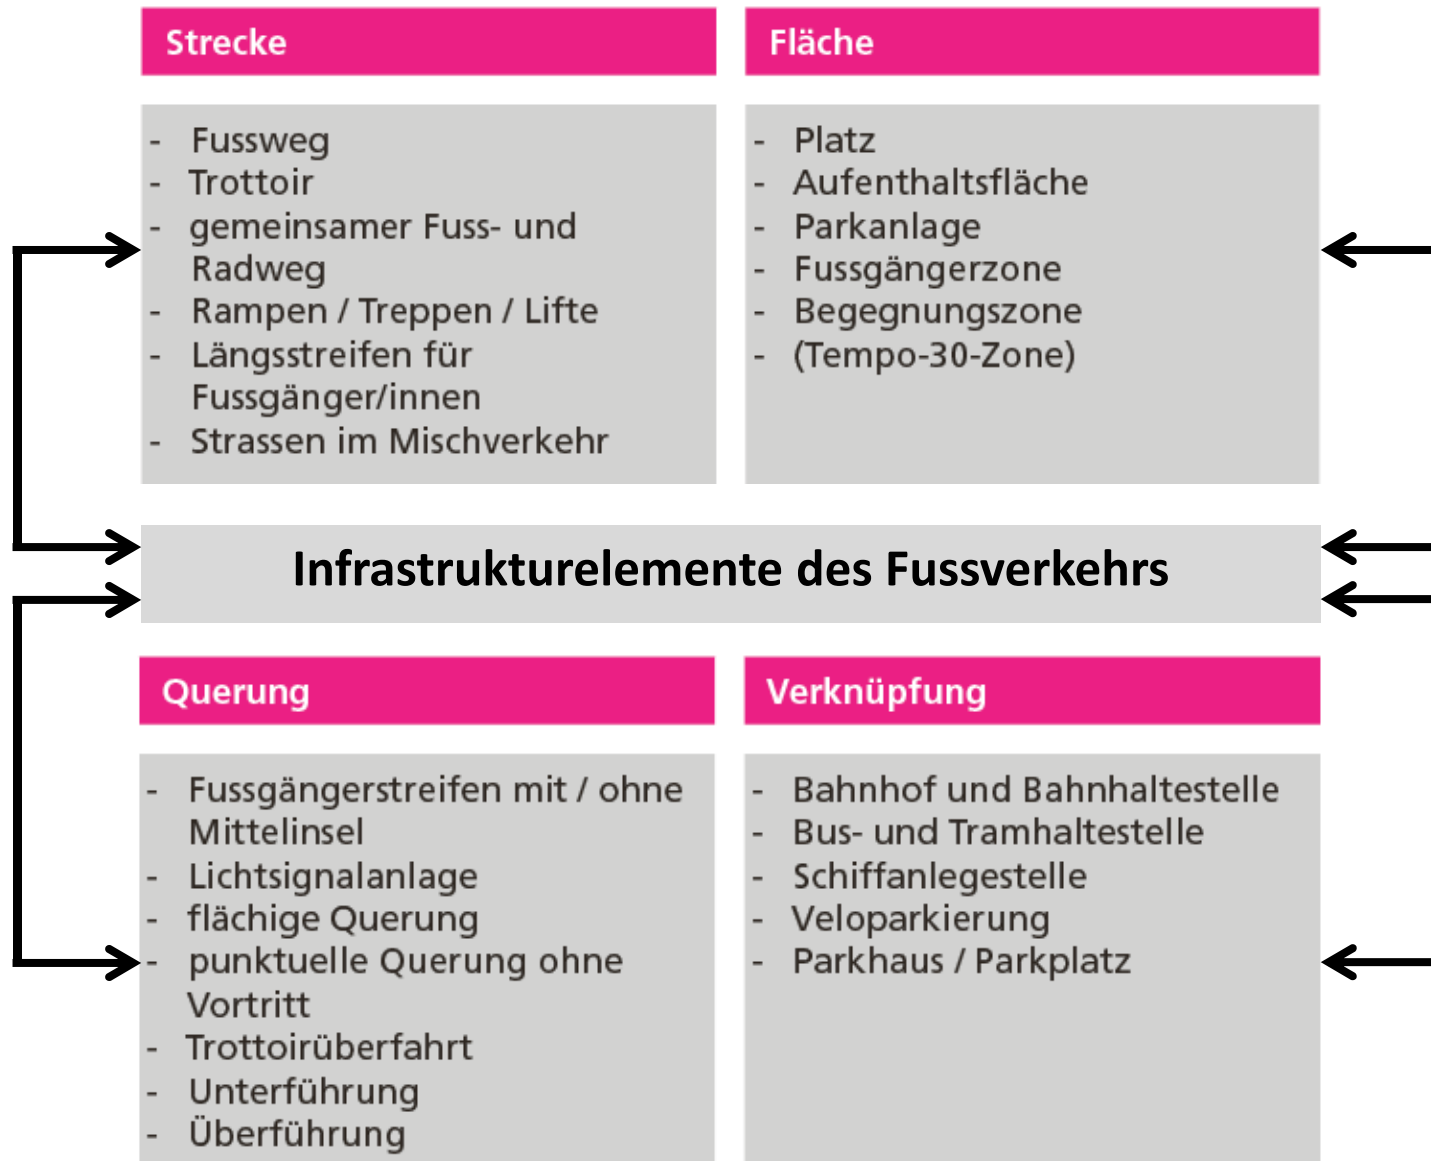 Strecke
- Fussweg
- Trottoir
- gemeinsamer Fuss- und
Radweg
- Rampen / Treppen / Lifte
- Längsstreifen für
Fussgänger/innen
- Strassen im Mischverkehr
Fläche
- Platz
- Aufenthaltsfläche
- Parkanlage
- Fussgängerzone
- Begegnungszone
- (Tempo-30-Zone)
Infrastrukturelemente des Fussverkehrs
Querung
- Fussgängerstreifen mit / ohne
Mittelinsel
- Lichtsignalanlage
- flächige Querung
- punktuelle Querung ohne
Vortritt
- Trottoirüberfahrt
- Unterführung
- Überführung
Verknüpfung
- Bahnhof und Bahnhaltestelle
- Bus- und Tramhaltestelle
- Schiffanlegestelle
- Veloparkierung
- Parkhaus / Parkplatz